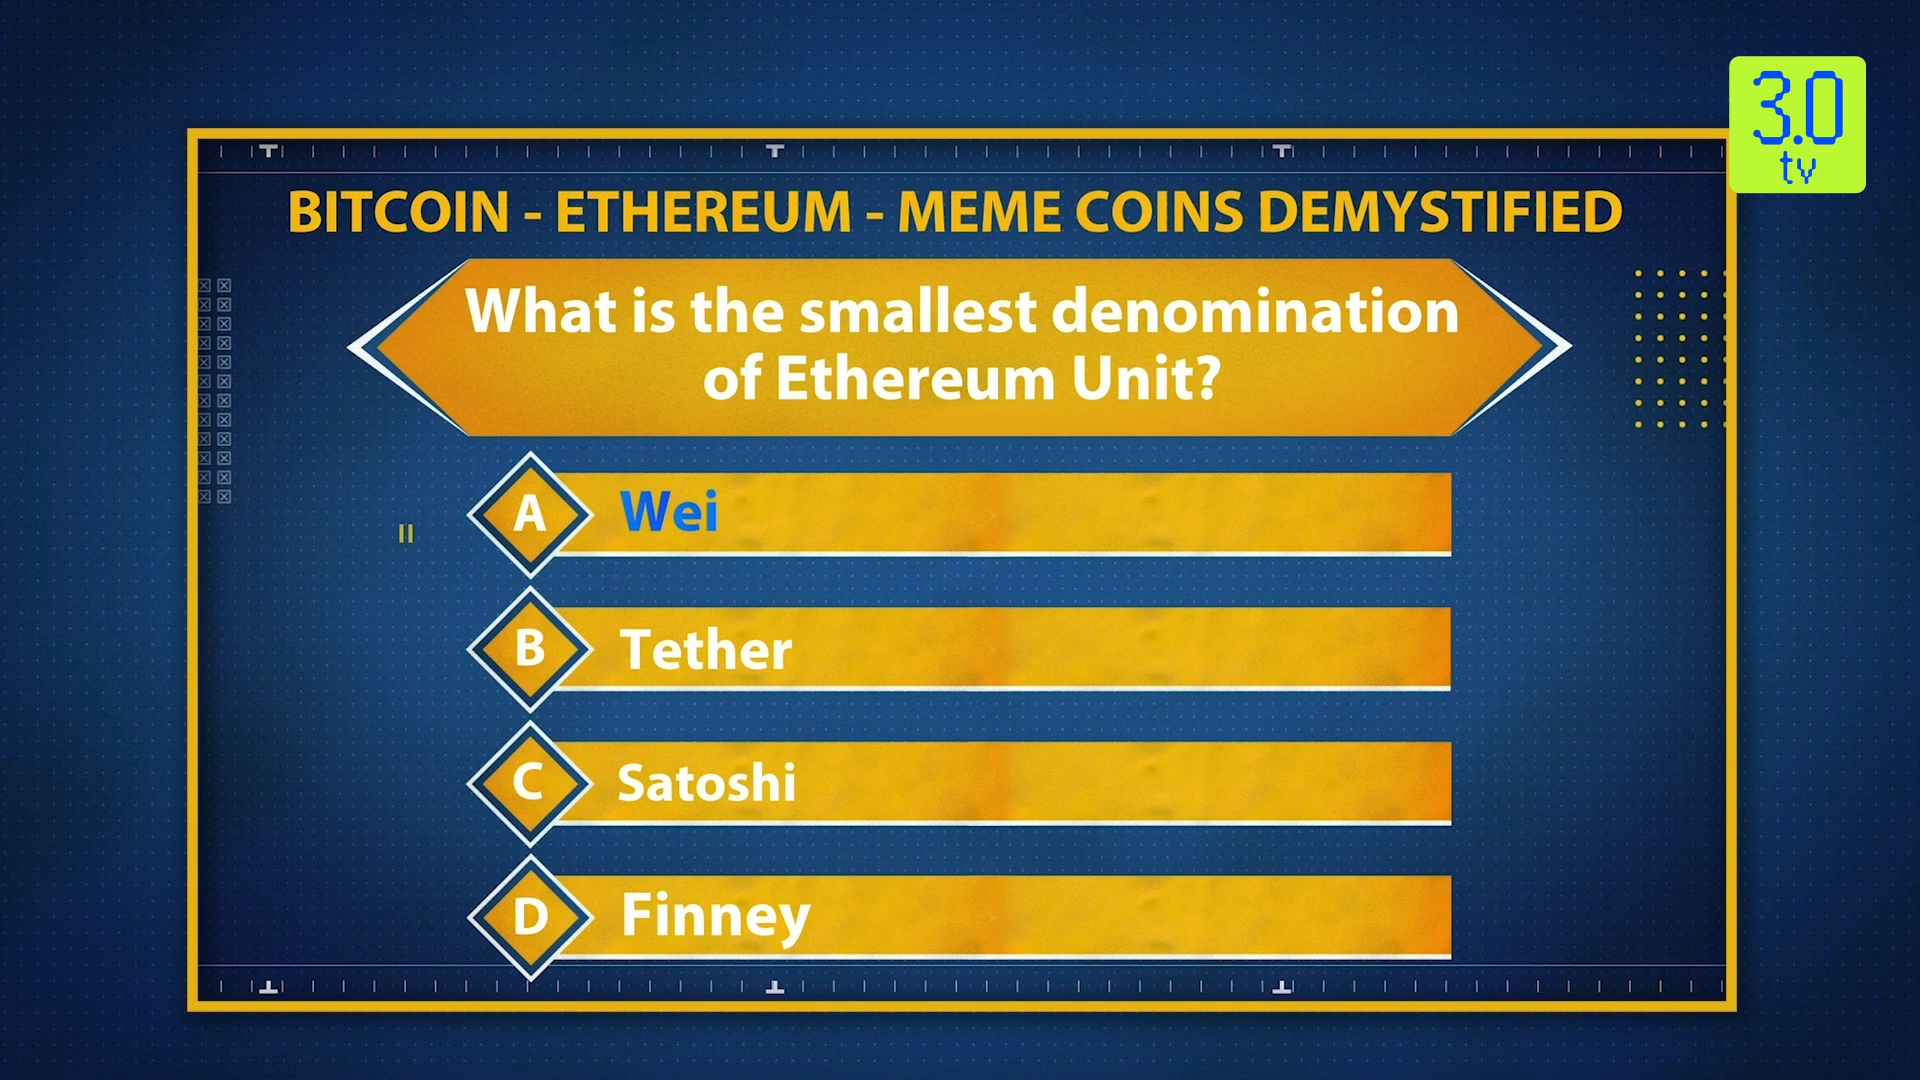 3.0
tv
BITCOIN - ETHEREUM - MEME COINS DEMYSTIFIED
What is the smallest denomination
of Ethereum Unit?
A Wei
B Tether
C Satoshi
D Finney